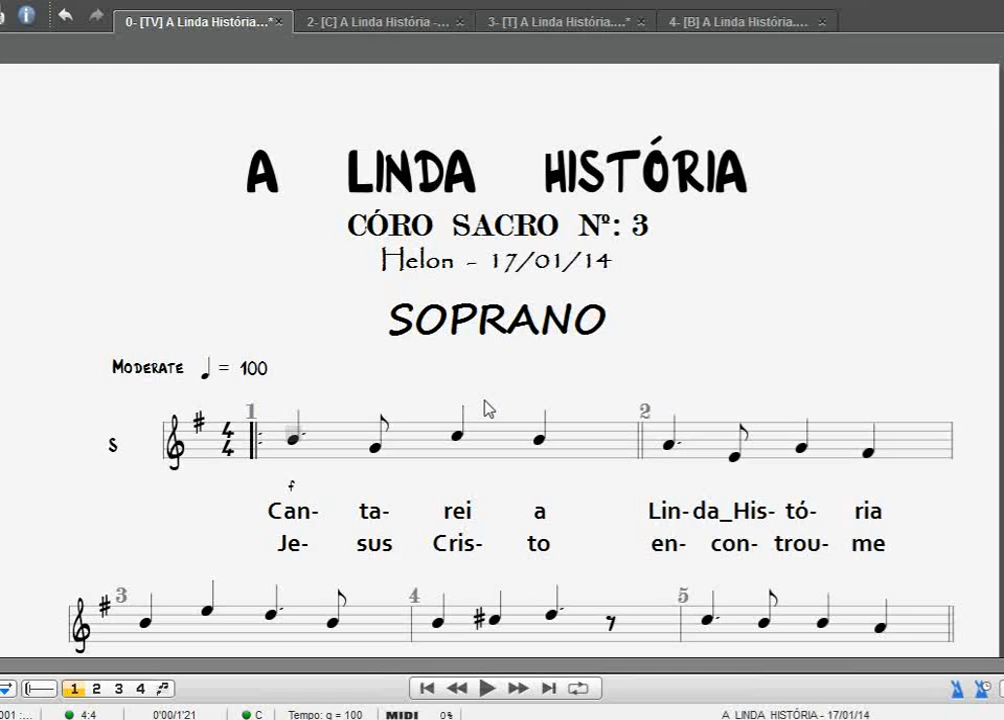 0- [TV] A Linda História...* × 2- [C] A Linda História -... × 3- [T] A Linda História....* × 4- [B] A Linda História.... ×
A LINDA HISTÓRIA
CÓRO SACRO Nº: 3
Helon - 17/01/14
SOPRANO
MODERATE ♩ = 100
1 2
S 4 4
f
Can- ta- rei a Lin- da_His- tó- ria
Je- sus Cris- to en- con- trou- me
3 4 5
1 2 3 4
001 :... 4:4 0'00/1'21 C Tempo: q = 100 MIDI 0% A LINDA HISTÓRIA - 17/01/14